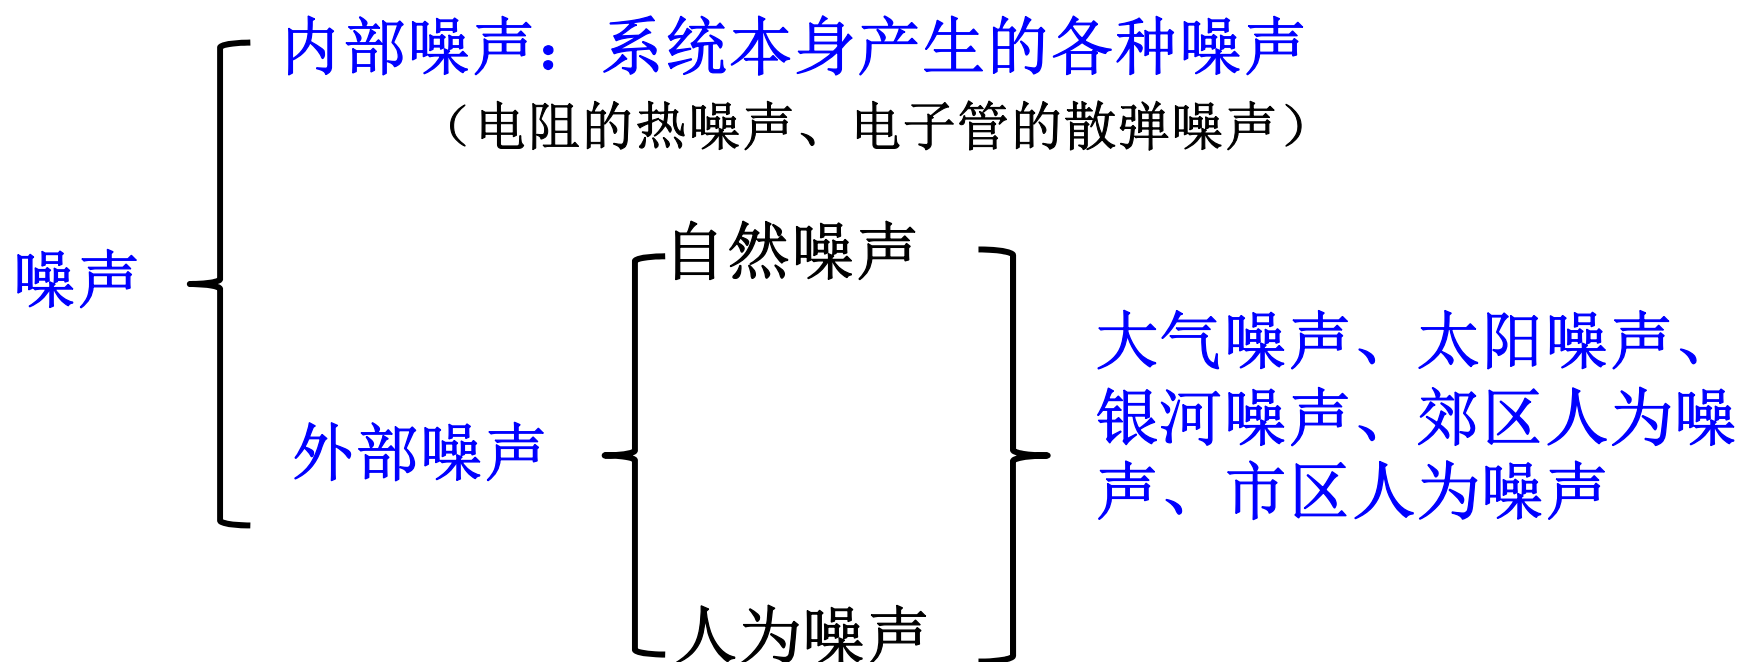 内部噪声：系统本身产生的各种噪声
（电阻的热噪声、电子管的散弹噪声）
噪声
外部噪声
自然噪声
人为噪声
大气噪声、太阳噪声、
银河噪声、郊区人为噪
声、市区人为噪声